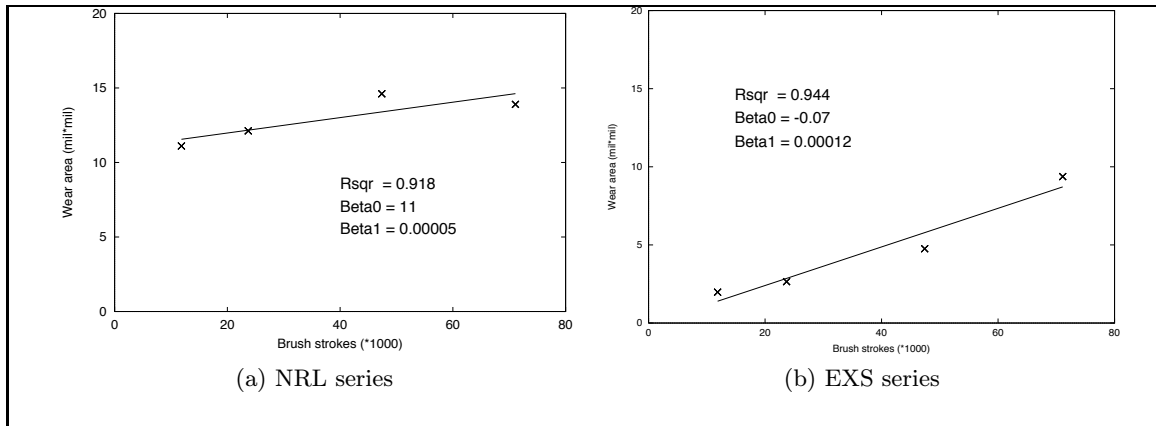 20
15
10
5
0
Wear area (mil*mil)
Rsqr = 0.918
Beta0 = 11
Beta1 = 0.00005
0 20 40 60 80
Brush strokes (*1000)
(a) NRL series
20
15
10
5
0
Wear area (mil*mil)
Rsqr = 0.944
Beta0 = -0.07
Beta1 = 0.00012
0 20 40 60 80
Brush strokes (*1000)
(b) EXS series